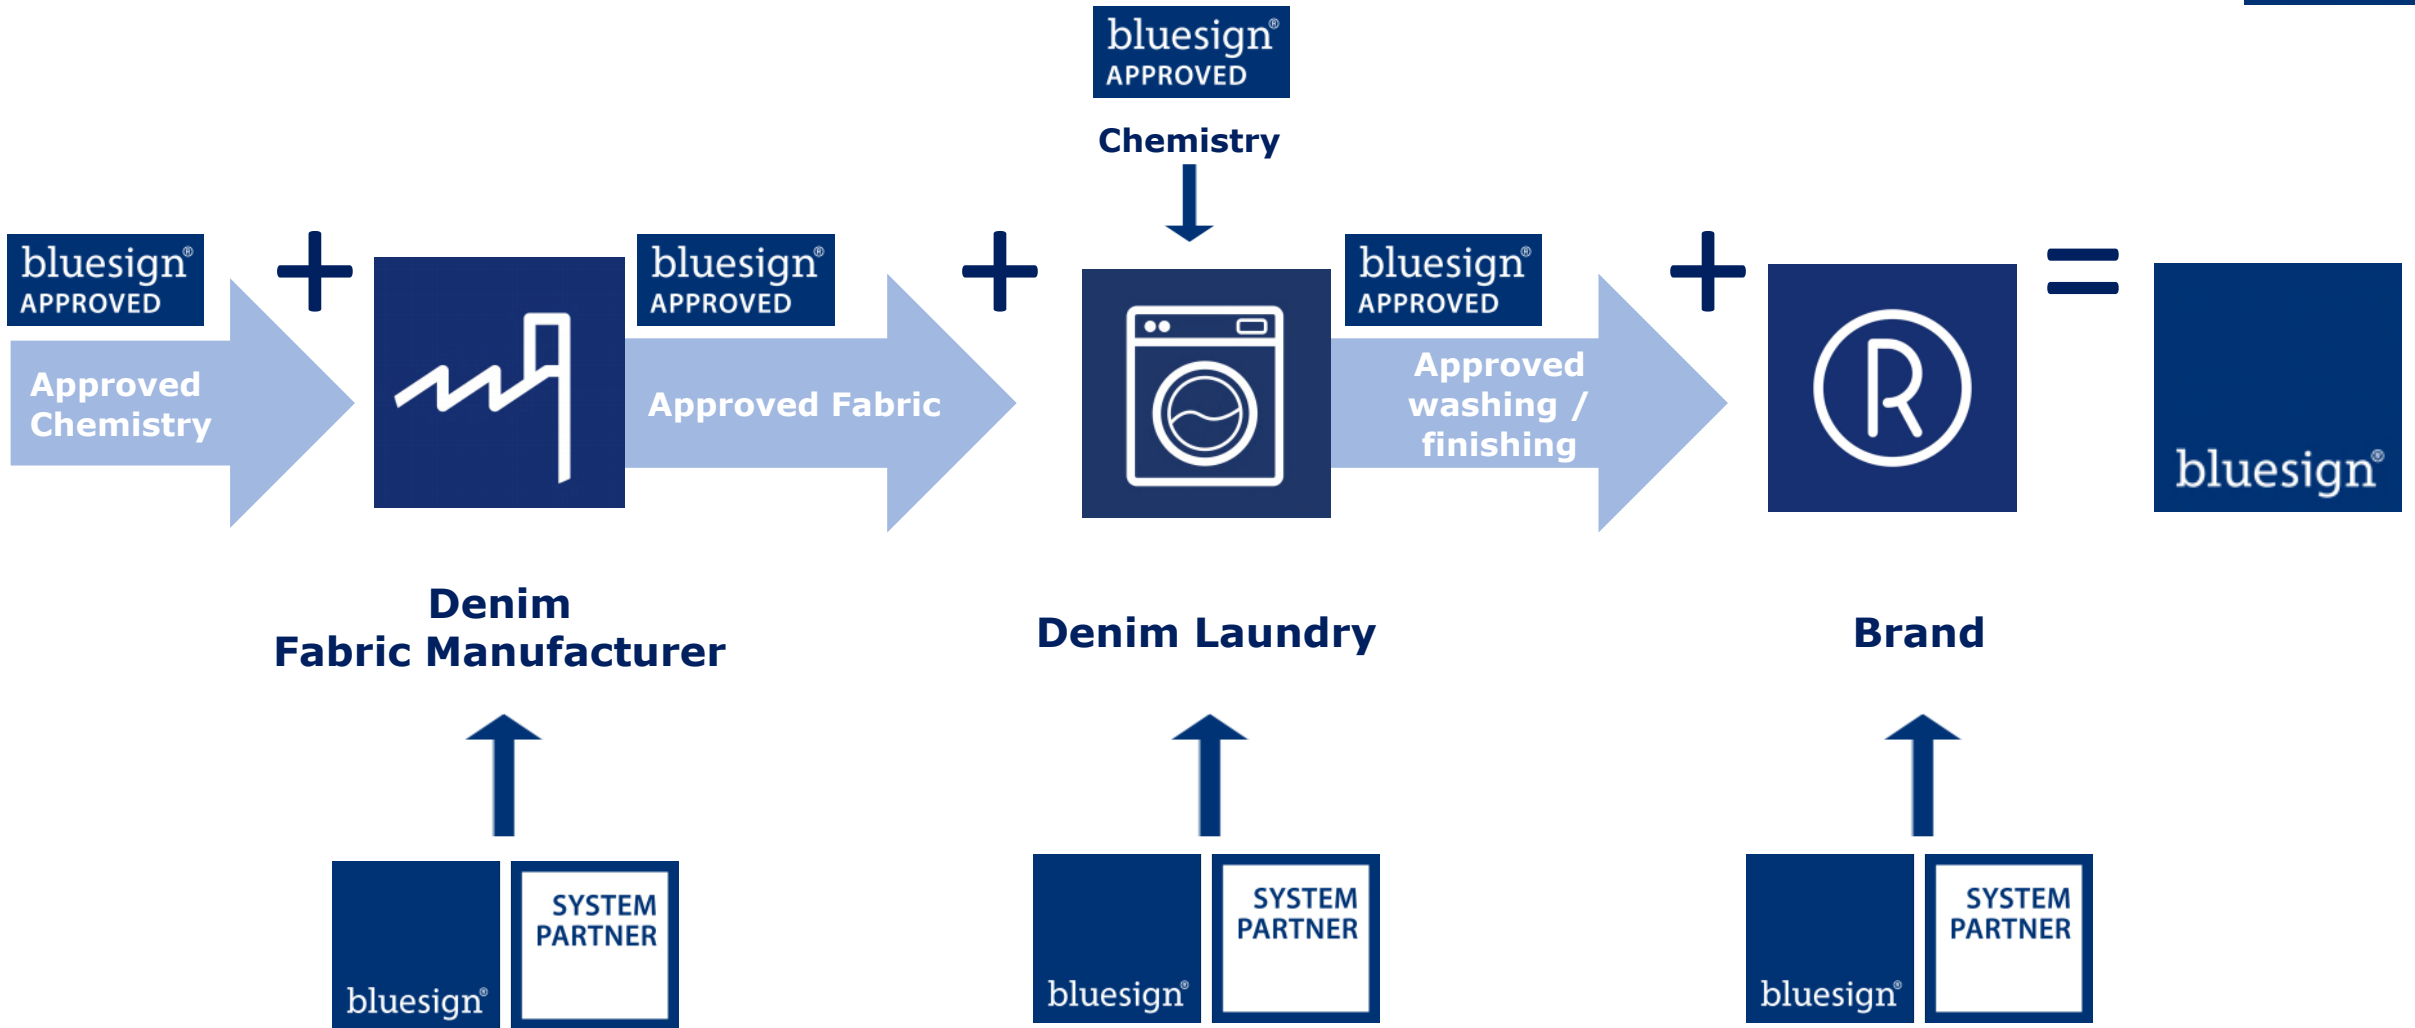 bluesign®
APPROVED
Chemistry
bluesign®
APPROVED
Approved
Chemistry
+
bluesign®
APPROVED
Approved Fabric
+
bluesign®
APPROVED
Approved
washing /
finishing
+
R
=
bluesign®
Denim
Fabric Manufacturer
Denim Laundry
Brand
bluesign®
SYSTEM
PARTNER
bluesign®
SYSTEM
PARTNER
bluesign®
SYSTEM
PARTNER